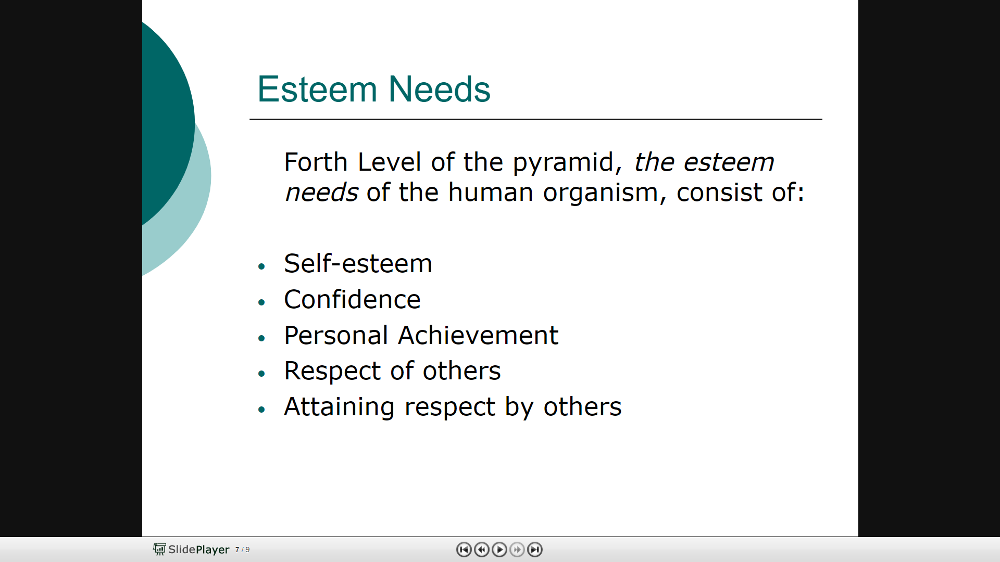 Esteem Needs
Forth Level of the pyramid, the esteem
needs of the human organism, consist of:
• Self-esteem
• Confidence
• Personal Achievement
• Respect of others
• Attaining respect by others
SlidePlayer 7 / 9